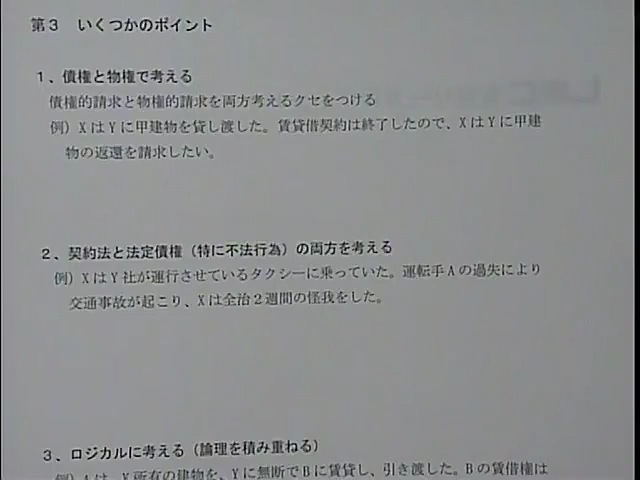 第３　いくつかのポイント
１、債権と物権で考える
債権的請求と物権的請求を両方考えるクセをつける
例）ＸはＹに甲建物を貸し渡した。賃貸借契約は終了したので、ＸはＹに甲建
物の返還を請求したい。
２、契約法と法定債権（特に不法行為）の両方を考える
例）ＸはＹ社が運行させているタクシーに乗っていた。運転手Ａの過失により
交通事故が起こり、Ｘは全治２週間の怪我をした。
３、ロジカルに考える（論理を積み重ねる）
例）Ａは、Ｘ所有の建物を、Ｙに無断でＢに賃貸し、引き渡した。Ｂの賃借権は